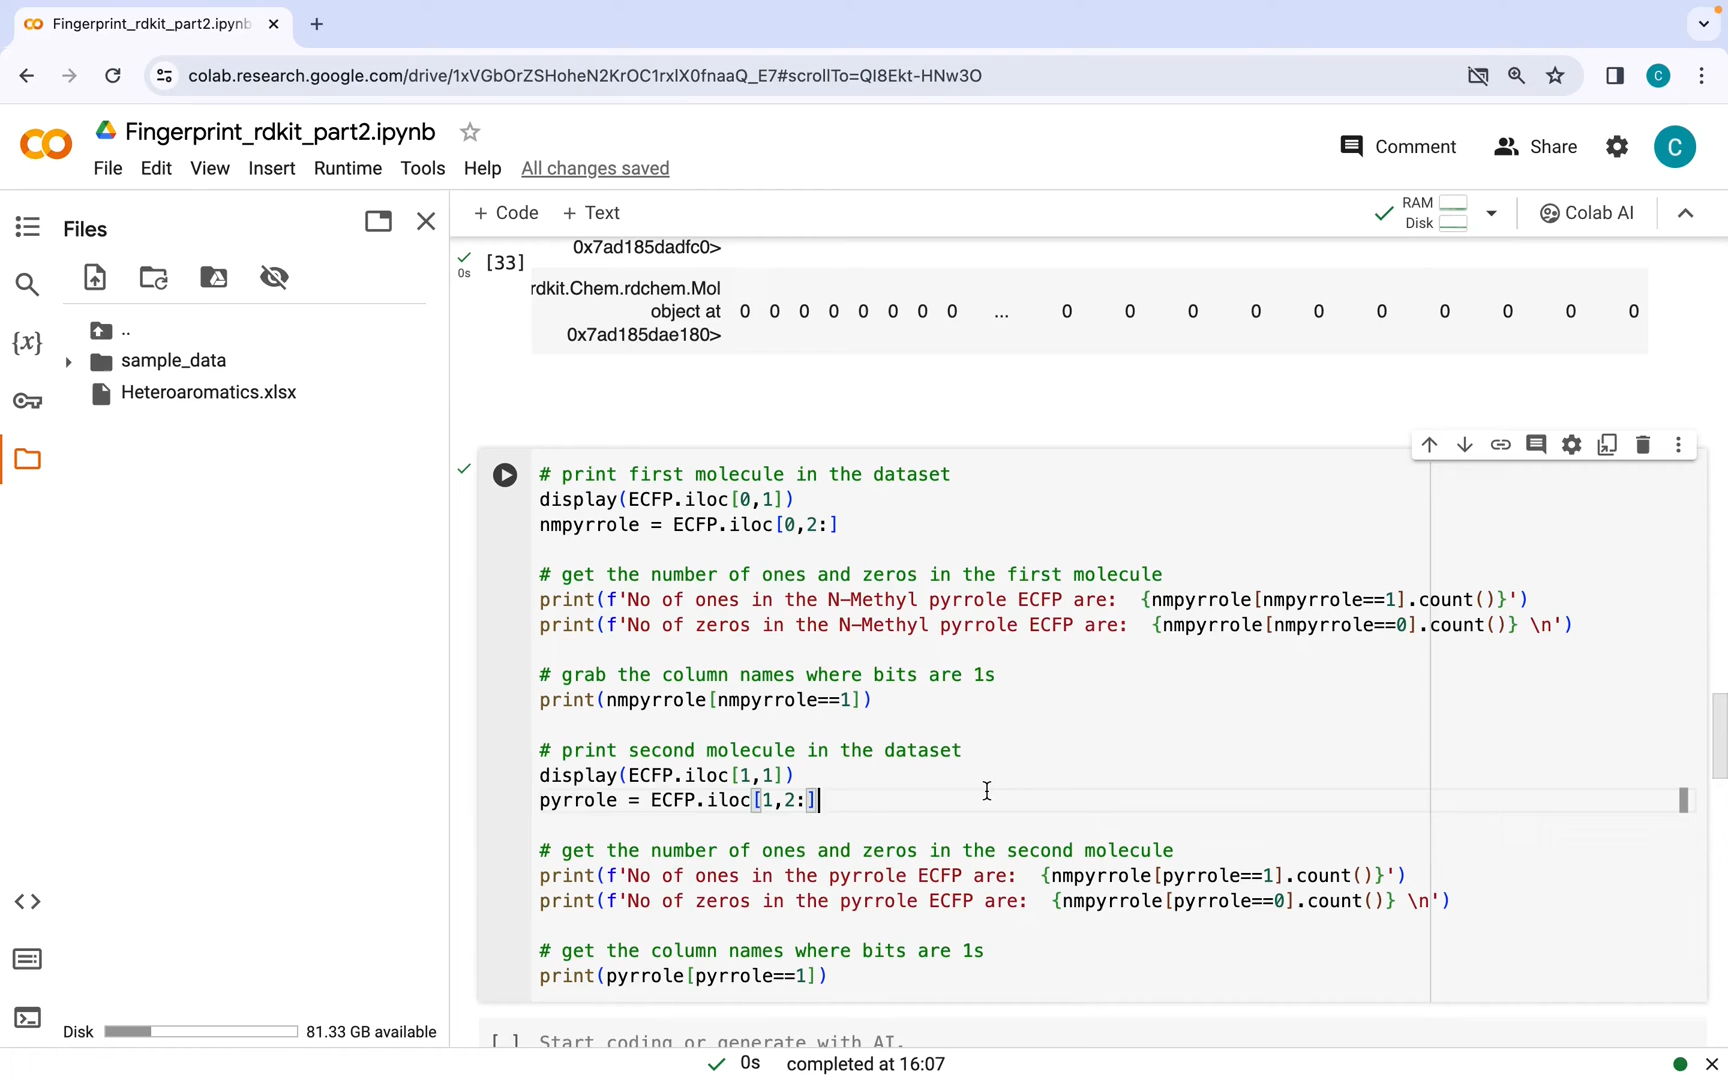 Fingerprint_rdkit_part2.ipynb
colab.research.google.com/drive/1xVGbOrZSHoheN2KrOC1rxlX0fnaaQ_E7#scrollTo=QI8Ekt-HNw3O
C
Fingerprint_rdkit_part2.ipynb
File Edit View Insert Runtime Tools Help All changes saved
Comment Share C
Files
+ Code + Text
RAM
Disk
Colab AI
..
sample_data
Heteroaromatics.xlsx
{x}
0x7ad185dadfc0>
0s [33]
rdkit.Chem.rdchem.Mol
object at 0 0 0 0 0 0 0 0 ... 0 0 0 0 0 0 0 0 0 0
0x7ad185dae180>
# print first molecule in the dataset
display(ECFP.iloc[0,1])
nmpyrrole = ECFP.iloc[0,2:]
# get the number of ones and zeros in the first molecule
print(f'No of ones in the N-Methyl pyrrole ECFP are:  {nmpyrrole[nmpyrrole==1].count()}')
print(f'No of zeros in the N-Methyl pyrrole ECFP are:  {nmpyrrole[nmpyrrole==0].count()} \n')
# grab the column names where bits are 1s
print(nmpyrrole[nmpyrrole==1])
# print second molecule in the dataset
display(ECFP.iloc[1,1])
pyrrole = ECFP.iloc[1,2:]
# get the number of ones and zeros in the second molecule
print(f'No of ones in the pyrrole ECFP are:  {nmpyrrole[pyrrole==1].count()}')
print(f'No of zeros in the pyrrole ECFP are:  {nmpyrrole[pyrrole==0].count()} \n')
# get the column names where bits are 1s
print(pyrrole[pyrrole==1])
[ ] Start coding or generate with AI.
Disk 81.33 GB available
0s completed at 16:07